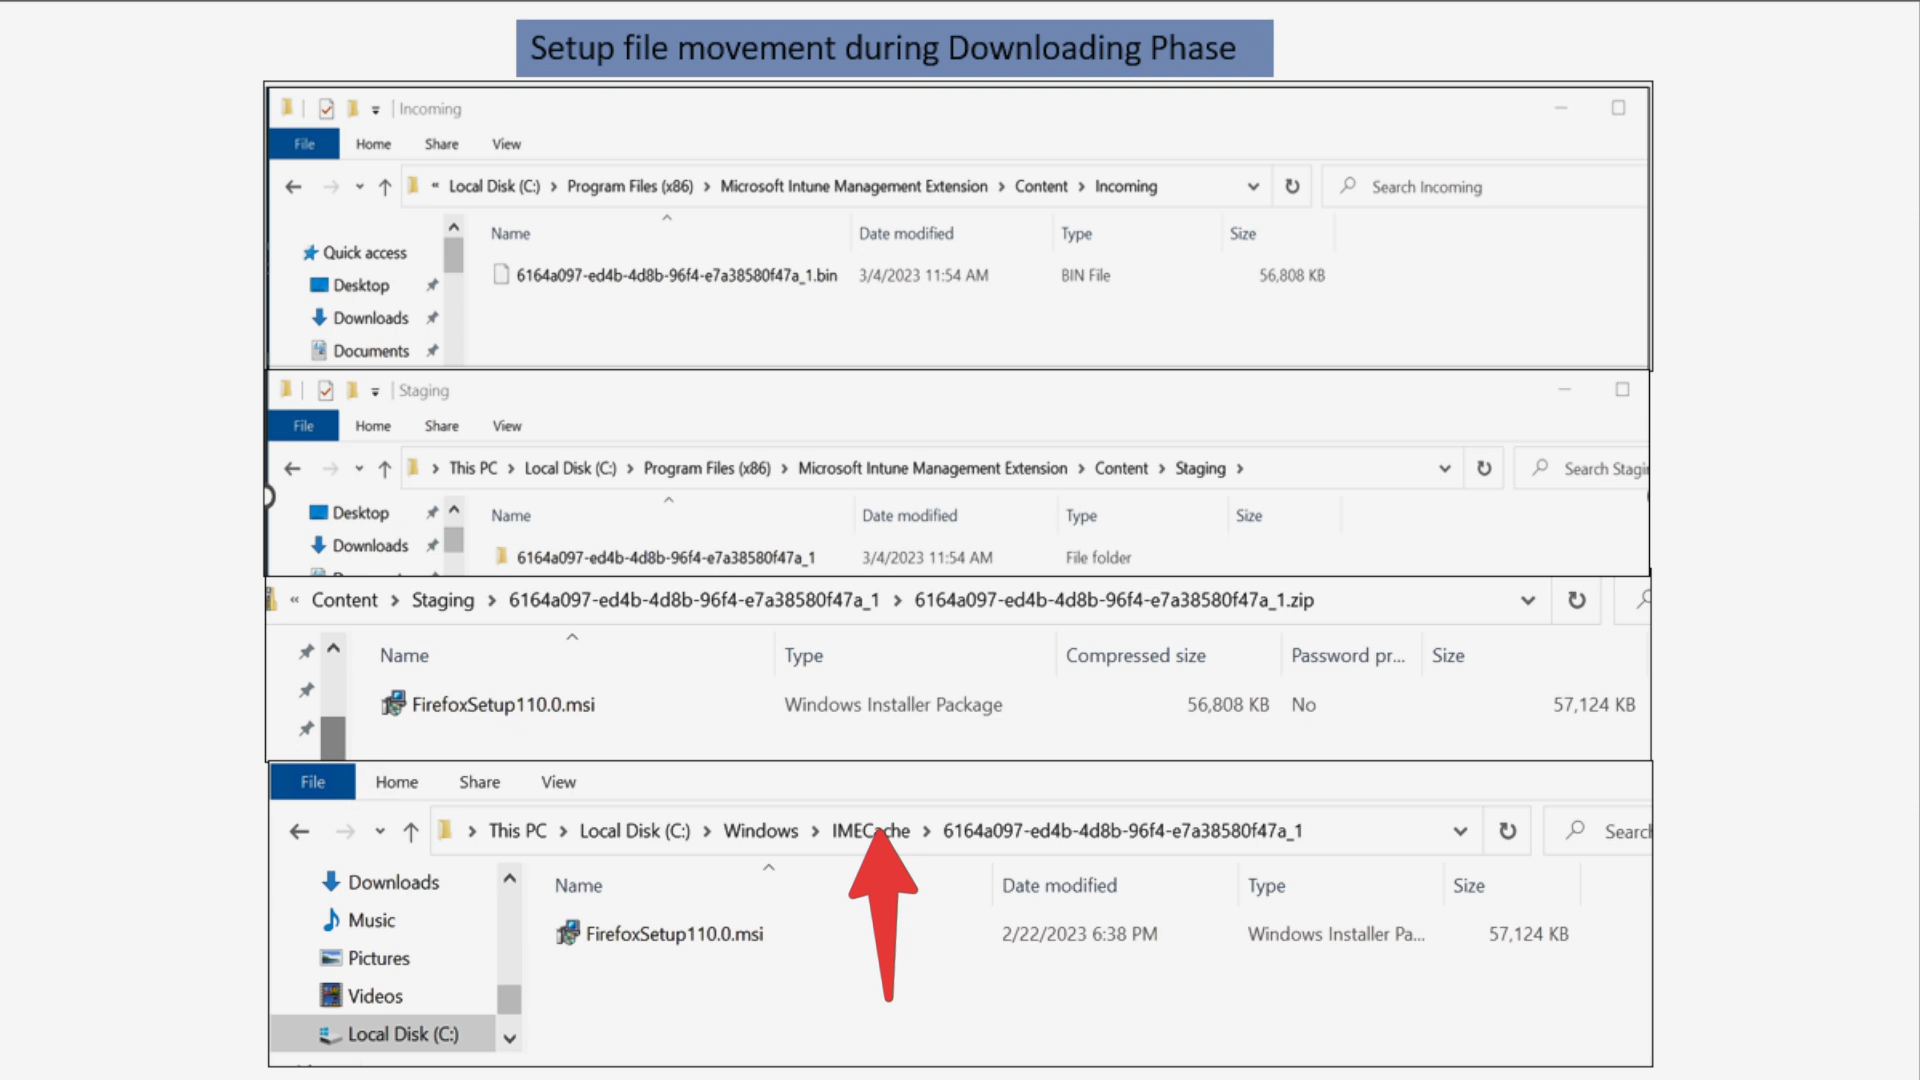 Setup file movement during Downloading Phase
Incoming
File Home Share View
« Local Disk (C:) > Program Files (x86) > Microsoft Intune Management Extension > Content > Incoming Search Incoming
Name Date modified Type Size
Quick access
6164a097-ed4b-4d8b-96f4-e7a38580f47a_1.bin 3/4/2023 11:54 AM BIN File 56,808 KB
Desktop
Downloads
Documents
Staging
File Home Share View
> This PC > Local Disk (C:) > Program Files (x86) > Microsoft Intune Management Extension > Content > Staging > Search Stagi
Desktop
Name Date modified Type Size
Downloads
6164a097-ed4b-4d8b-96f4-e7a38580f47a_1 3/4/2023 11:54 AM File folder
« Content > Staging > 6164a097-ed4b-4d8b-96f4-e7a38580f47a_1 > 6164a097-ed4b-4d8b-96f4-e7a38580f47a_1.zip
Name Type Compressed size Password pr... Size
FirefoxSetup110.0.msi Windows Installer Package 56,808 KB No 57,124 KB
File Home Share View
> This PC > Local Disk (C:) > Windows > IMECache > 6164a097-ed4b-4d8b-96f4-e7a38580f47a_1 Search
Downloads
Name Date modified Type Size
Music
FirefoxSetup110.0.msi 2/22/2023 6:38 PM Windows Installer Pa... 57,124 KB
Pictures
Videos
Local Disk (C:)